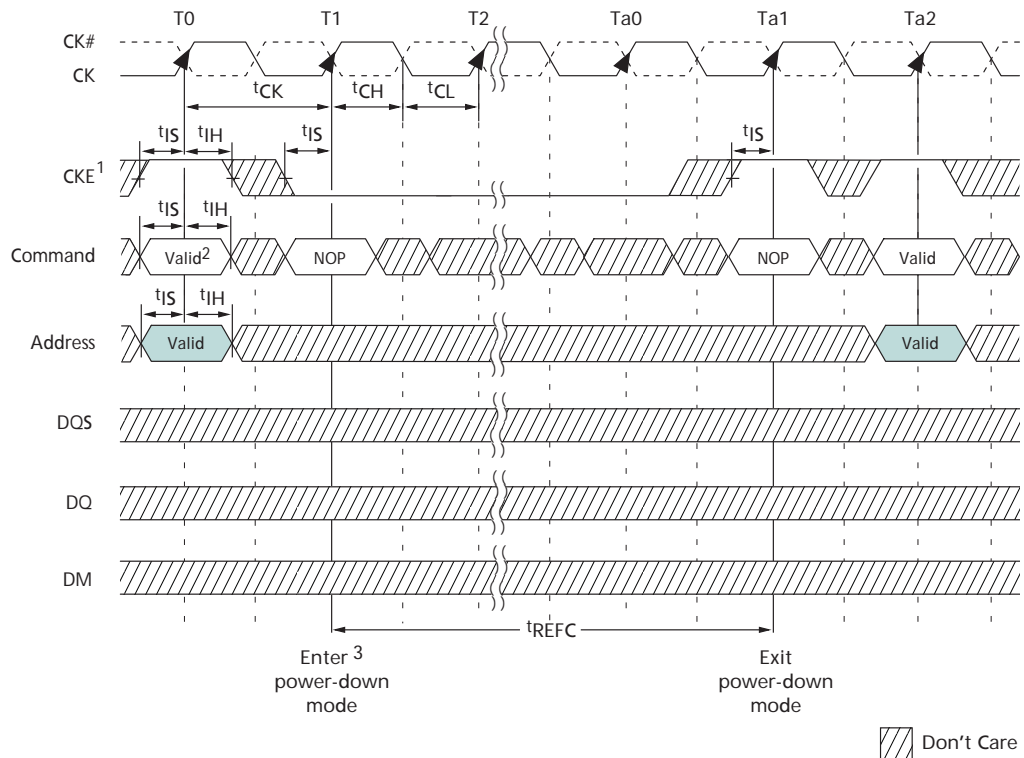 T0 T1 T2 Ta0 Ta1 Ta2
CK#
CK
tCK tCH tCL
tIS tIH tIS tIS
CKE1
tIS tIH
Command Valid2 NOP NOP Valid
tIS tIH
Address Valid Valid
DQS
DQ
DM
tREFC
Enter 3
power-down
mode
Exit
power-down
mode
Don't Care